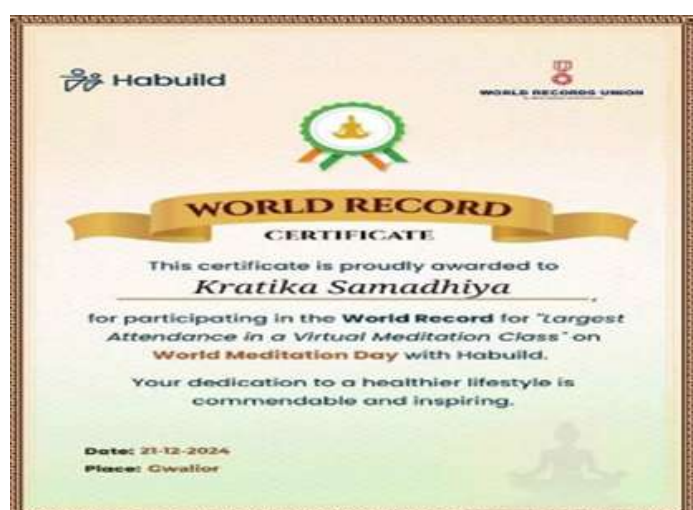 Habuild
WORLD RECORDS UNION
WORLD RECORD
CERTIFICATE
This certificate is proudly awarded to
Kratika Samadhiya,
for participating in the World Record for "Largest
Attendance in a Virtual Meditation Class" on
World Meditation Day with Habuild.
Your dedication to a healthier lifestyle is
commendable and inspiring.
Date: 21-12-2024
Place: Gwalior